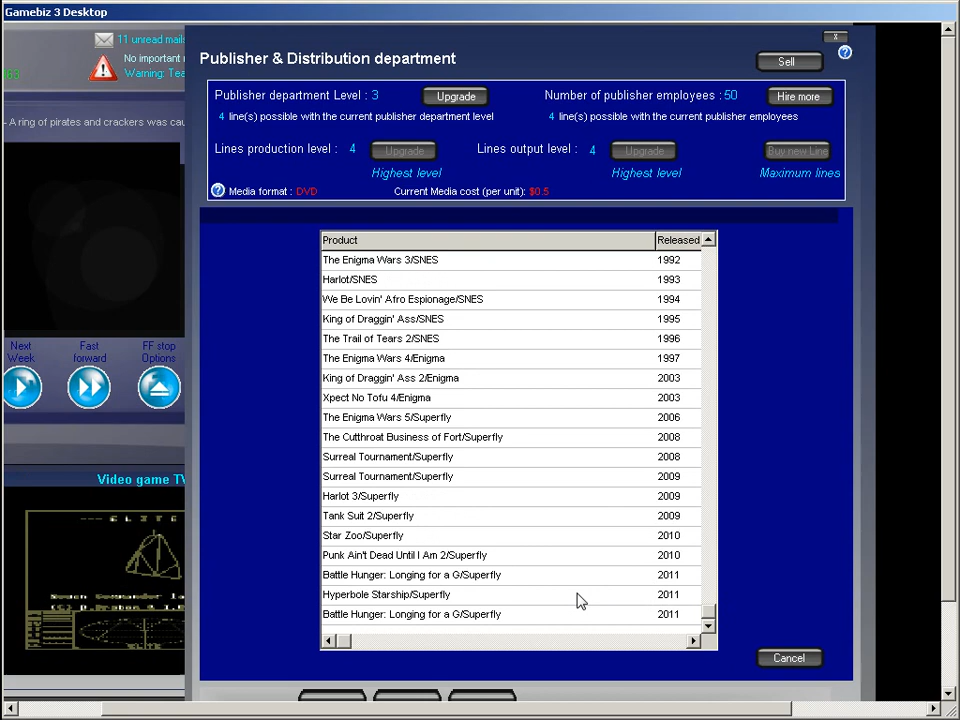 Gamebiz 3 Desktop
11 unread mails
No important
Warning: Tea
- A ring of pirates and crackers was cau
Next Week
Fast forward
FF stop Options
Video game TV
Publisher & Distribution department
x
?
Sell
Publisher department Level : 3
Upgrade
Number of publisher employees : 50
Hire more
4 line(s) possible with the current publisher department level
4 line(s) possible with the current publisher employees
Lines production level : 4
Upgrade
Lines output level : 4
Upgrade
Buy new Line
Highest level
Highest level
Maximum lines
? Media format : DVD
Current Media cost (per unit): $0.5
Product Released
The Enigma Wars 3/SNES 1992
Harlot/SNES 1993
We Be Lovin' Afro Espionage/SNES 1994
King of Draggin' Ass/SNES 1995
The Trail of Tears 2/SNES 1996
The Enigma Wars 4/Enigma 1997
King of Draggin' Ass 2/Enigma 2003
Xpect No Tofu 4/Enigma 2003
The Enigma Wars 5/Superfly 2006
The Cutthroat Business of Fort/Superfly 2008
Surreal Tournament/Superfly 2008
Surreal Tournament/Superfly 2009
Harlot 3/Superfly 2009
Tank Suit 2/Superfly 2009
Star Zoo/Superfly 2010
Punk Ain't Dead Until I Am 2/Superfly 2010
Battle Hunger: Longing for a G/Superfly 2011
Hyperbole Starship/Superfly 2011
Battle Hunger: Longing for a G/Superfly 2011
Cancel